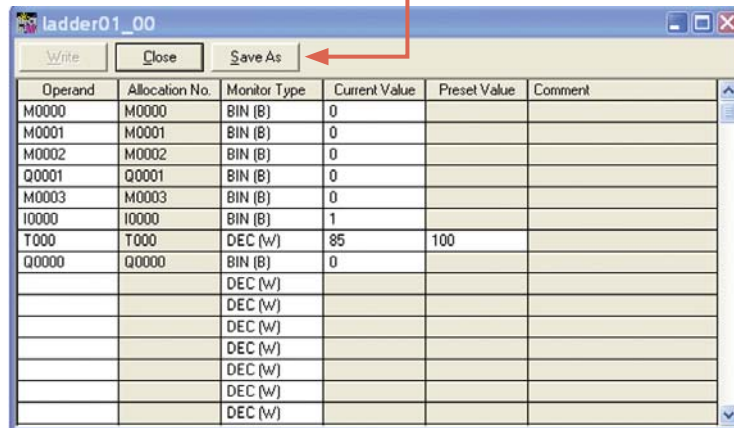 ladder01_00
Write Close Save As
Operand Allocation No. Monitor Type Current Value Preset Value Comment
M0000 M0000 BIN (B) 0
M0001 M0001 BIN (B) 0
M0002 M0002 BIN (B) 0
Q0001 Q0001 BIN (B) 0
M0003 M0003 BIN (B) 0
I0000 I0000 BIN (B) 1
T000 T000 DEC (W) 85 100
Q0000 Q0000 BIN (B) 0
DEC (W)
DEC (W)
DEC (W)
DEC (W)
DEC (W)
DEC (W)
DEC (W)